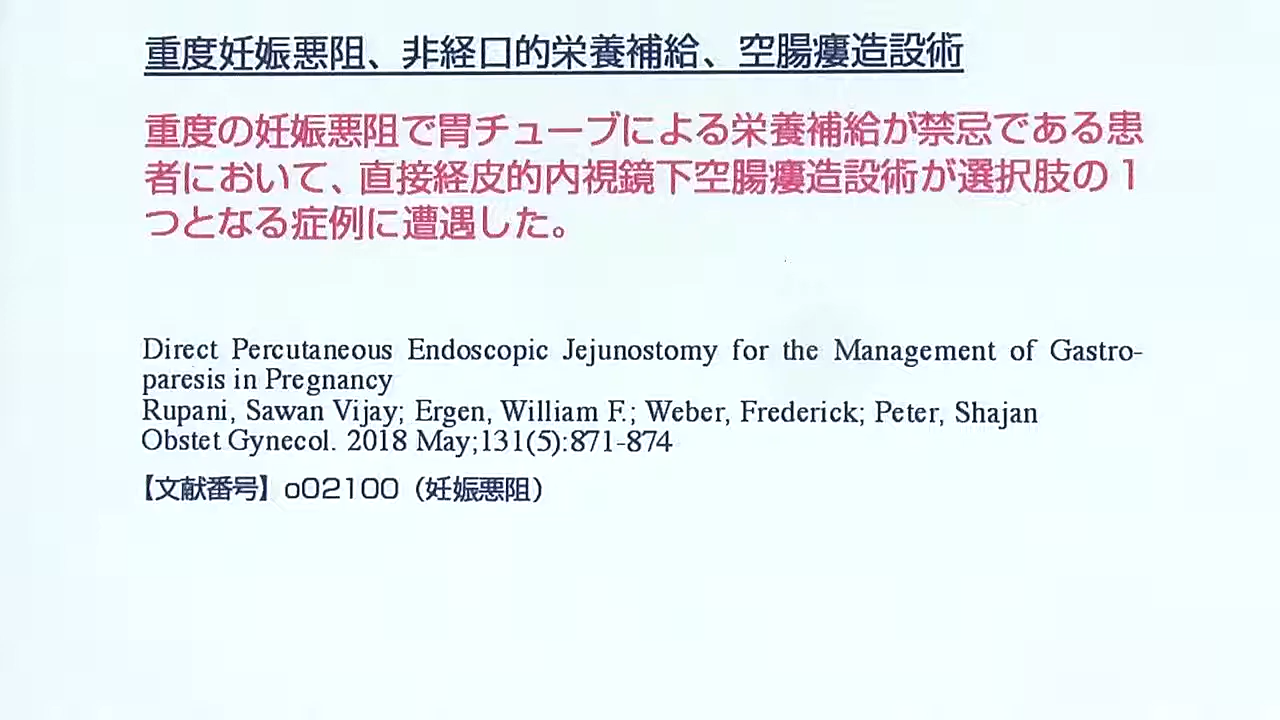 重度妊娠悪阻、非経口的栄養補給、空腸瘻造設術
重度の妊娠悪阻で胃チューブによる栄養補給が禁忌である患
者において、直接経皮的内視鏡下空腸瘻造設術が選択肢の1
つとなる症例に遭遇した。
Direct Percutaneous Endoscopic Jejunostomy for the Management of Gastro-
paresis in Pregnancy
Rupani, Sawan Vijay; Ergen, William F.; Weber, Frederick; Peter, Shajan
Obstet Gynecol. 2018 May;131(5):871-874
【文献番号】o02100（妊娠悪阻）